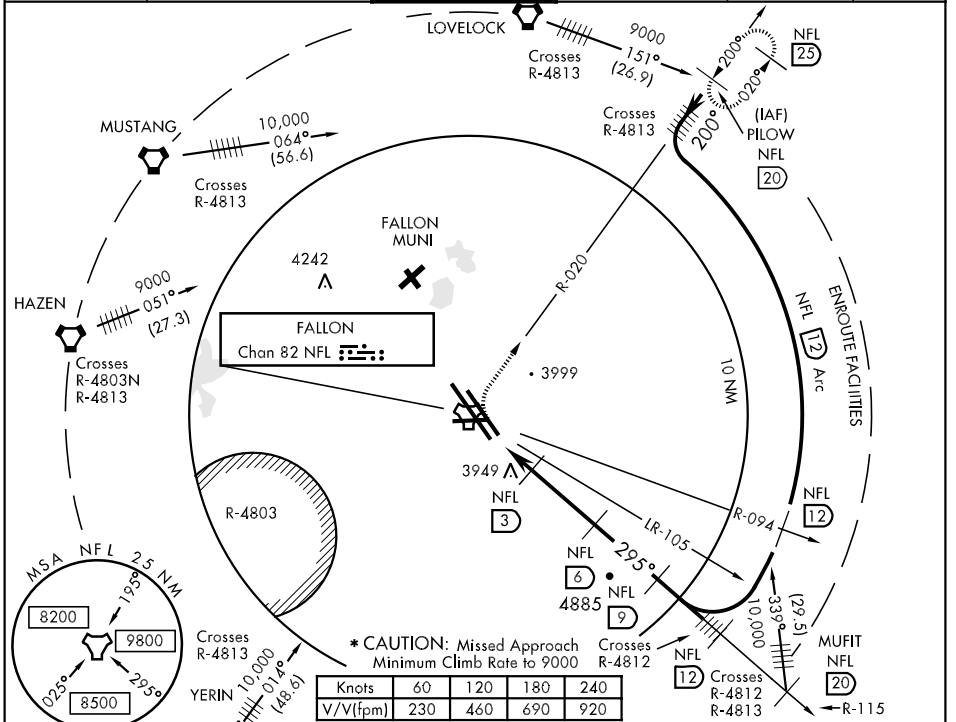 LOVELOCK
9000
151°
(26.9)
Crosses
R-4813
200°
020°
NFL
25
MUSTANG
10,000
064°
(56.6)
Crosses
R-4813
Crosses
R-4813
200°
(IAF)
PILOW
NFL
20
FALLON
MUNI
4242
R-020
HAZEN
9000
051°
(27.3)
Crosses
R-4803N
R-4813
FALLON
Chan 82 NFL
3999
10 NM
NFL 12 Arc
ENROUTE FACILITIES
3949
NFL
3
R-4803
LR-105
R-094
NFL
12
295°
NFL
6
4885
NFL
9
MSA NFL 25 NM
195°
8200
9800
025°
295°
8500
Crosses
R-4813
YERIN
10,000
014°
(48.6)
* CAUTION: Missed Approach
Minimum Climb Rate to 9000
Knots 60 120 180 240
V/V(fpm) 230 460 690 920
Crosses
R-4812
NFL
12
Crosses
R-4812
R-4813
10,000
339°
(29.5)
MUFIT
NFL
20
R-115